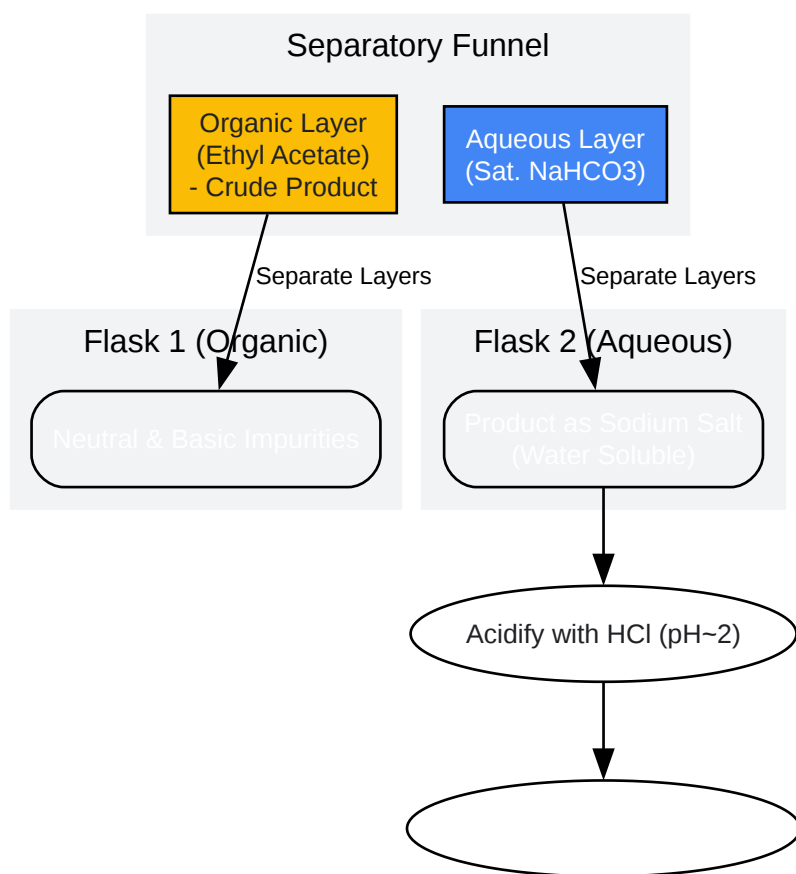 Separatory Funnel
Organic Layer
(Ethyl Acetate)
- Crude Product
Aqueous Layer
(Sat. NaHCO3)
Separate Layers
Separate Layers
Flask 1 (Organic)
Flask 2 (Aqueous)
Neutral & Basic Impurities
Product as Sodium Salt
(Water Soluble)
Acidify with HCl (pH~2)